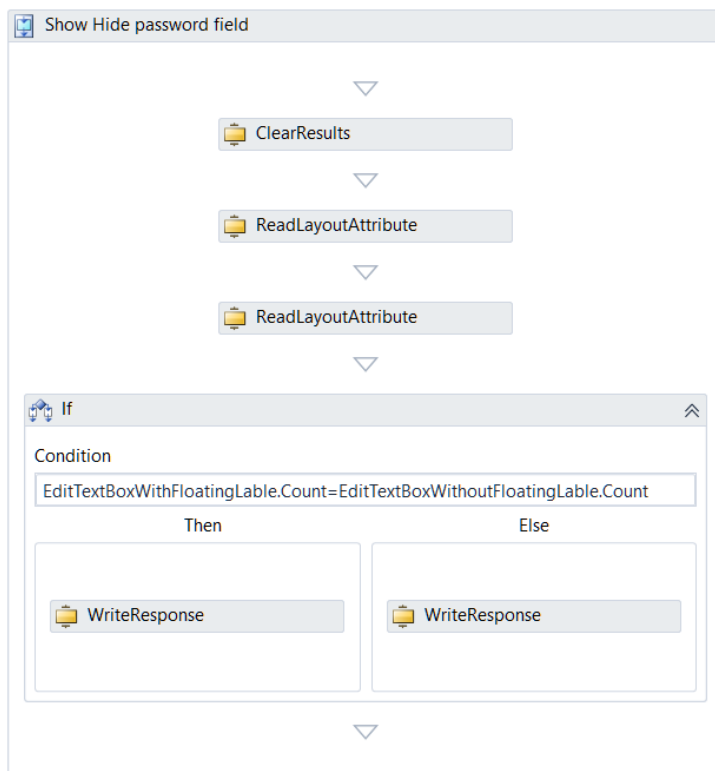 Show Hide password field
ClearResults
ReadLayoutAttribute
ReadLayoutAttribute
If
Condition
EditTextBoxWithFloatingLable.Count=EditTextBoxWithoutFloatingLable.Count
Then Else
WriteResponse WriteResponse